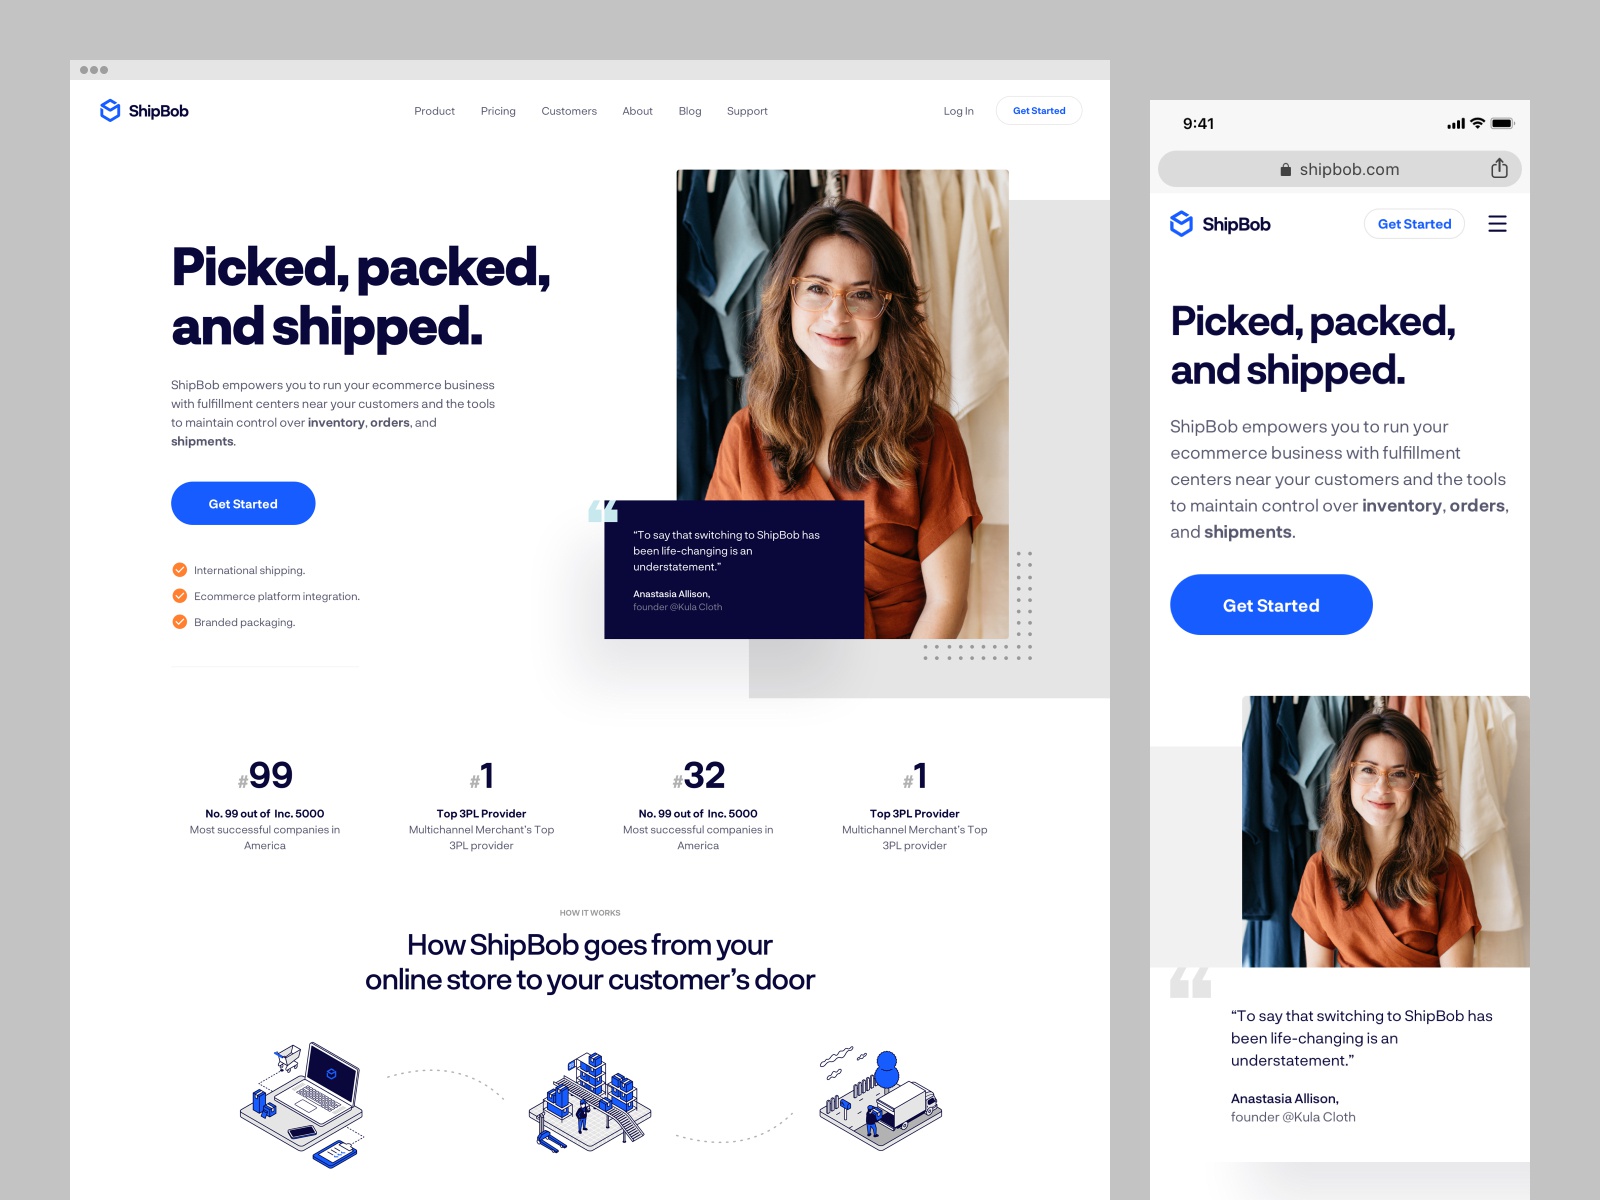 ShipBob
Product Pricing Customers About Blog Support
Log In Get Started
Picked, packed,
and shipped.
ShipBob empowers you to run your ecommerce business
with fulfillment centers near your customers and the tools
to maintain control over inventory, orders, and
shipments.
Get Started
International shipping.
Ecommerce platform integration.
Branded packaging.
“To say that switching to ShipBob has
been life-changing is an
understatement.”
Anastasia Allison,
founder @Kula Cloth
#99
No. 99 out of Inc. 5000
Most successful companies in
America
#1
Top 3PL Provider
Multichannel Merchant’s Top
3PL provider
#32
No. 99 out of Inc. 5000
Most successful companies in
America
#1
Top 3PL Provider
Multichannel Merchant’s Top
3PL provider
HOW IT WORKS
How ShipBob goes from your
online store to your customer’s door
9:41
shipbob.com
ShipBob
Get Started
Picked, packed,
and shipped.
ShipBob empowers you to run your
ecommerce business with fulfillment
centers near your customers and the tools
to maintain control over inventory, orders,
and shipments.
Get Started
“To say that switching to ShipBob has
been life-changing is an
understatement.”
Anastasia Allison,
founder @Kula Cloth